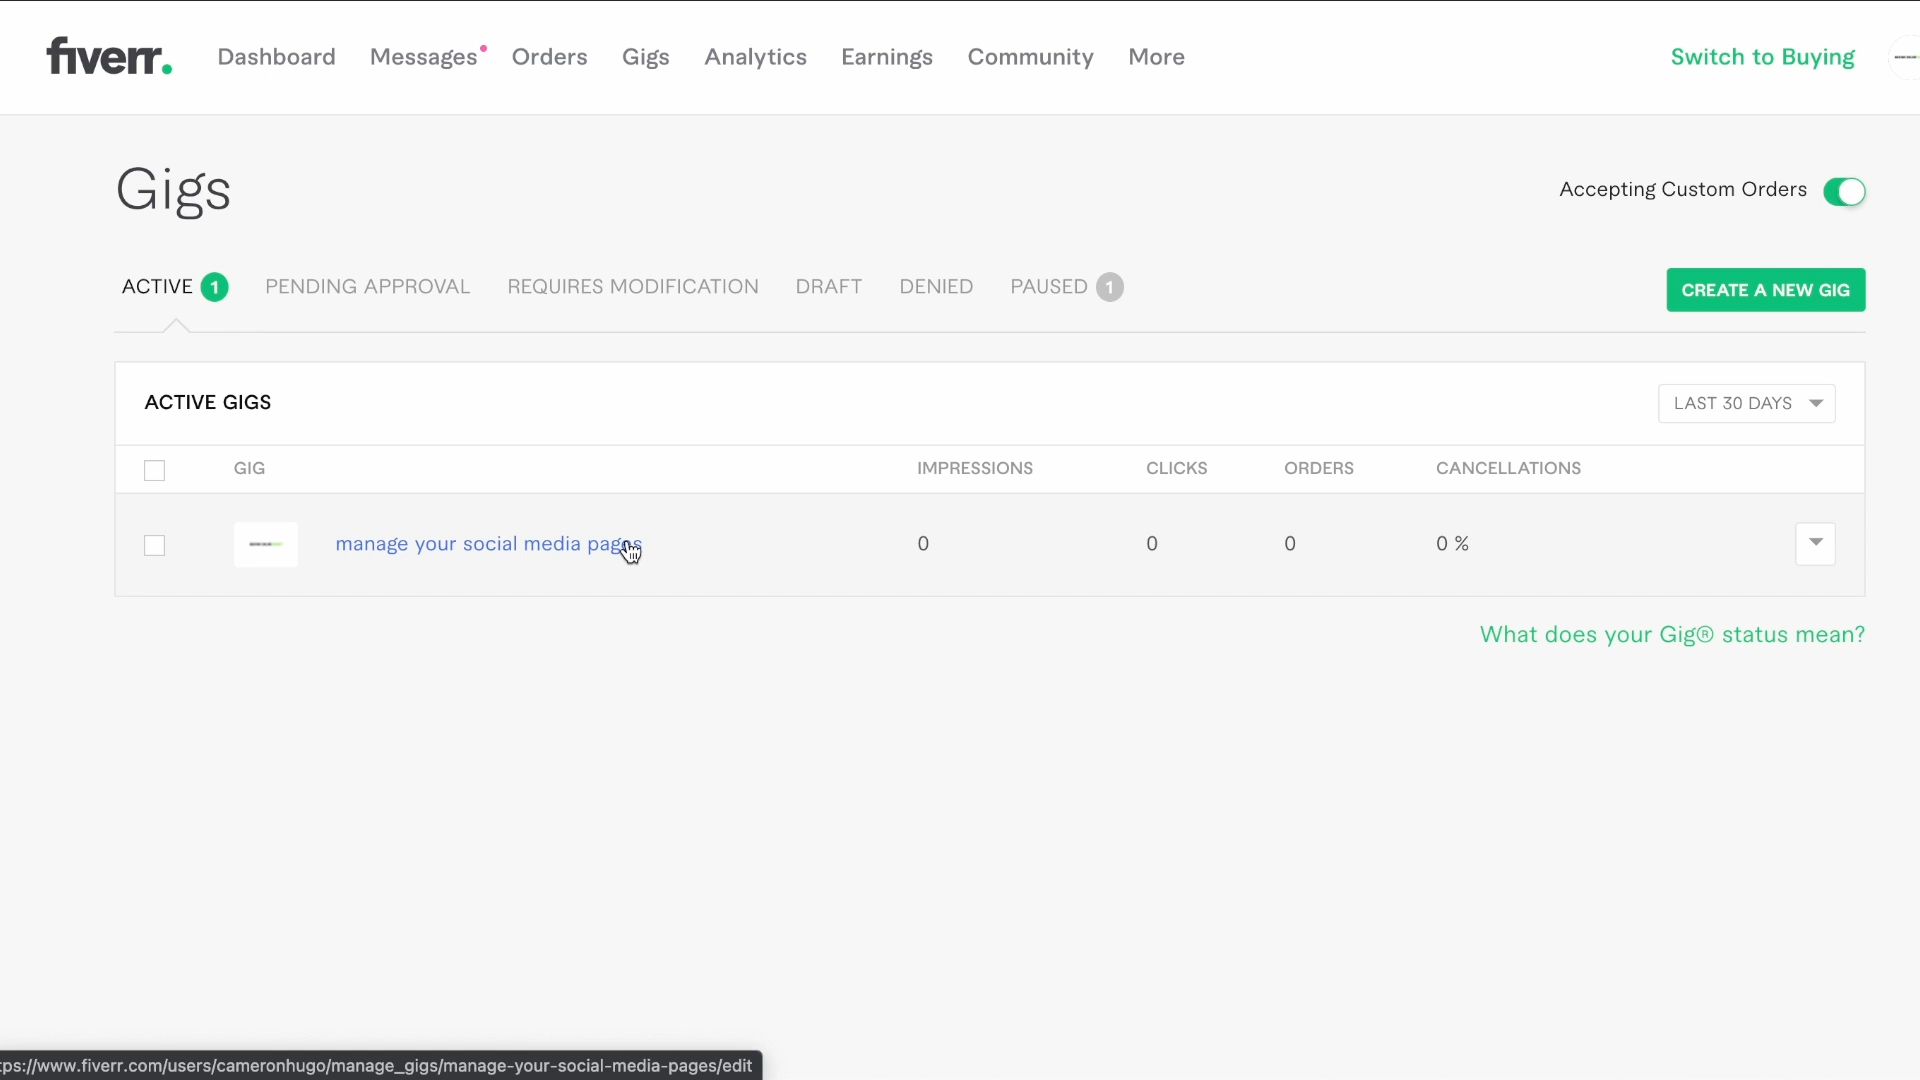 fiverr. Dashboard Messages Orders Gigs Analytics Earnings Community More Switch to Buying
Gigs
Accepting Custom Orders
ACTIVE 1 PENDING APPROVAL REQUIRES MODIFICATION DRAFT DENIED PAUSED 1 CREATE A NEW GIG
ACTIVE GIGS LAST 30 DAYS
GIG IMPRESSIONS CLICKS ORDERS CANCELLATIONS
manage your social media pages 0 0 0 0 %
What does your Gig® status mean?
tps://www.fiverr.com/users/cameronhugo/manage_gigs/manage-your-social-media-pages/edit